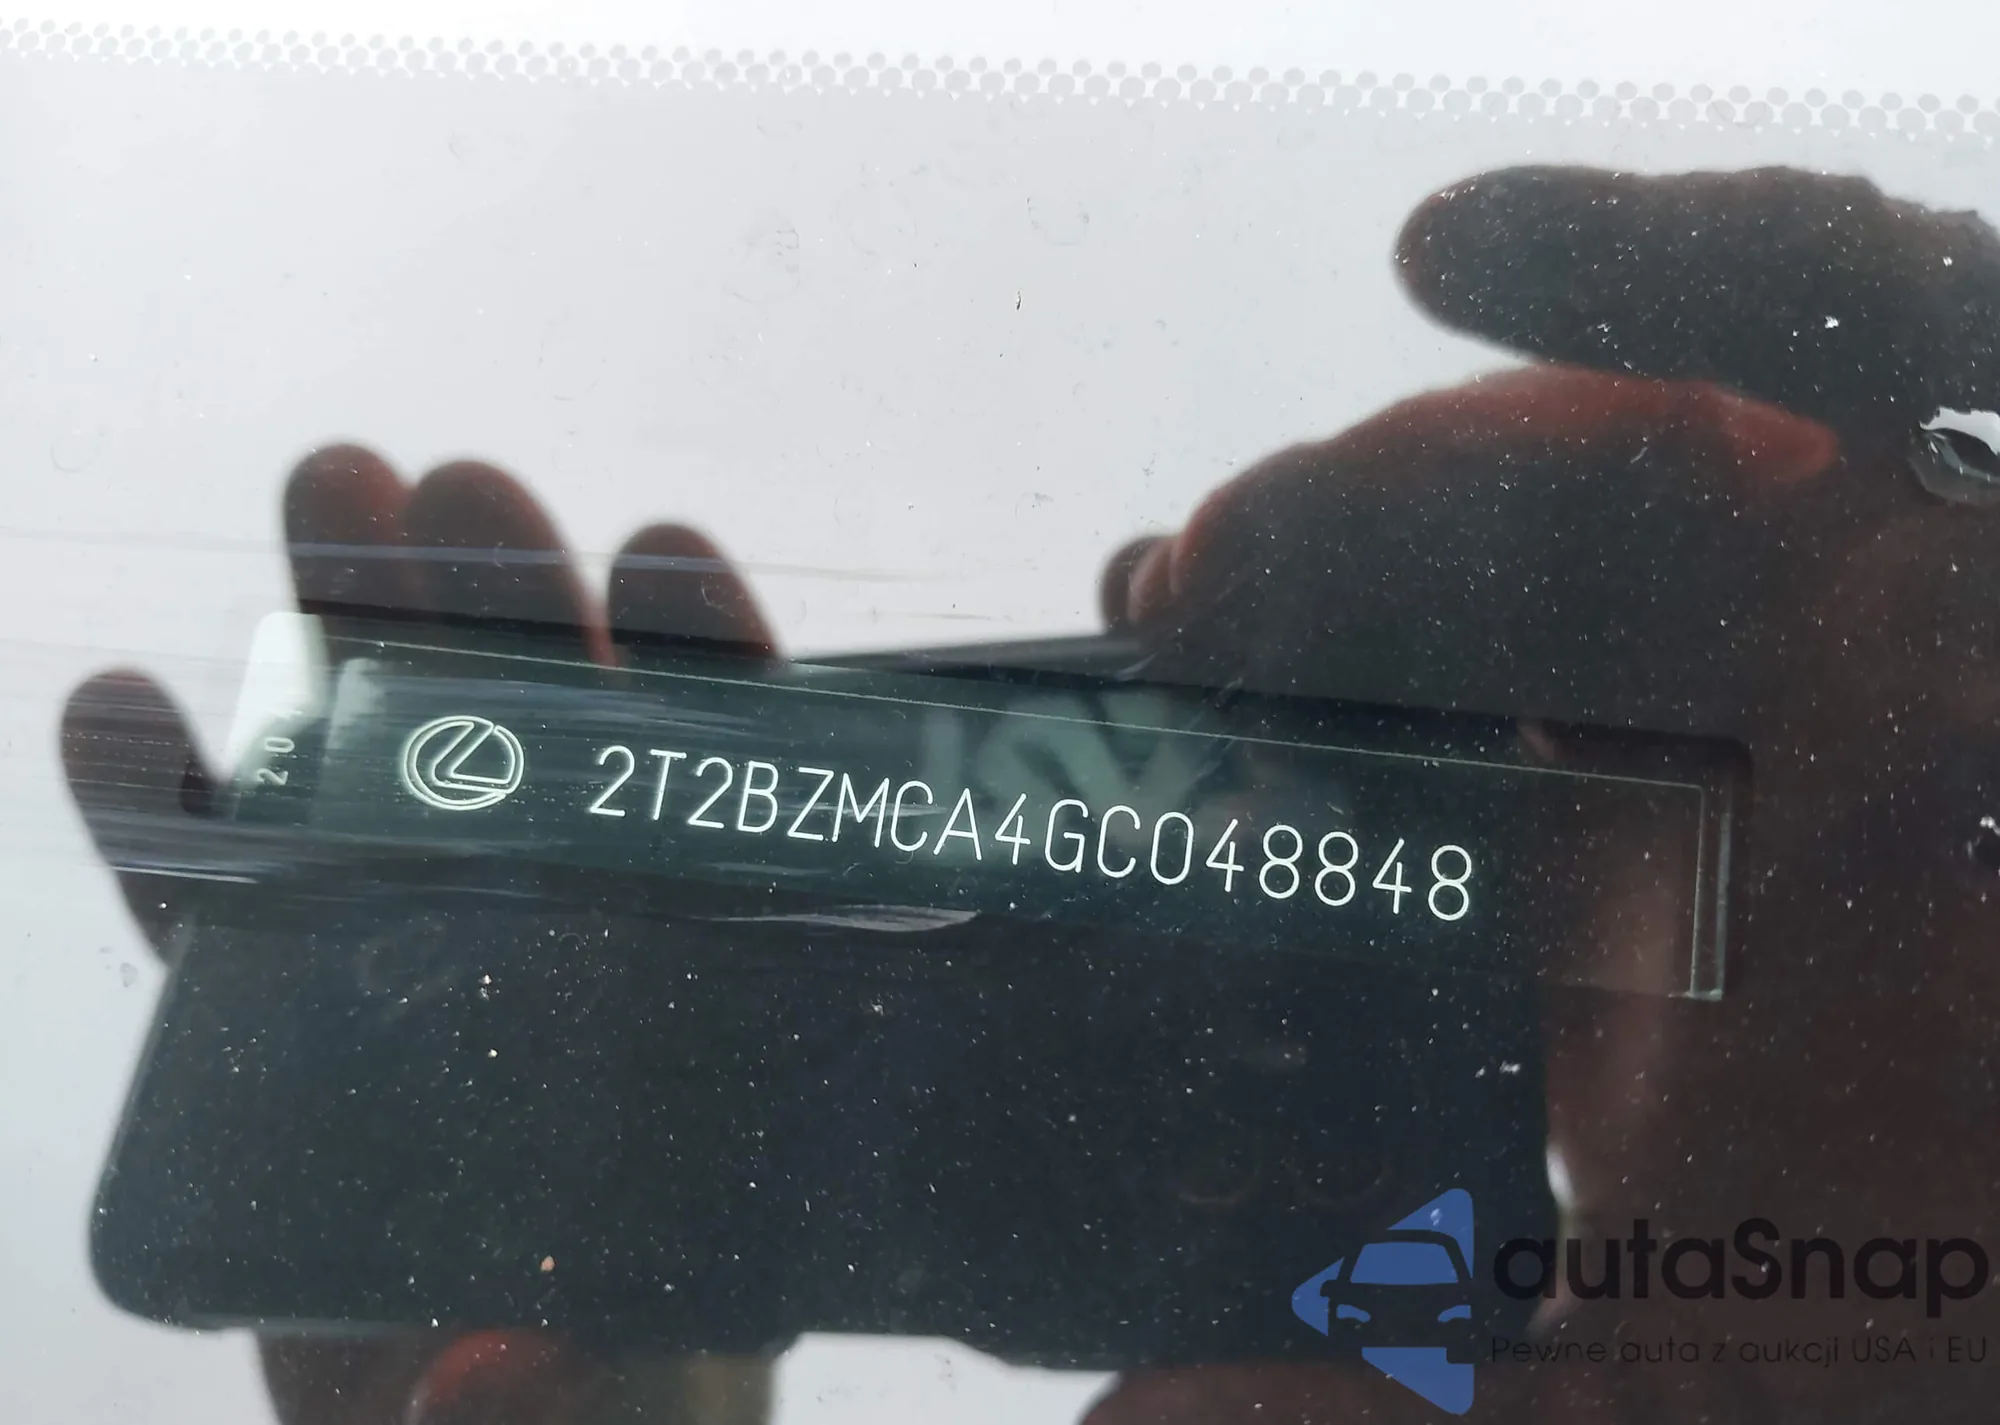 2T2BZMCA4GC048848
autaSnap
Pewne auta z aukcji USA i EU